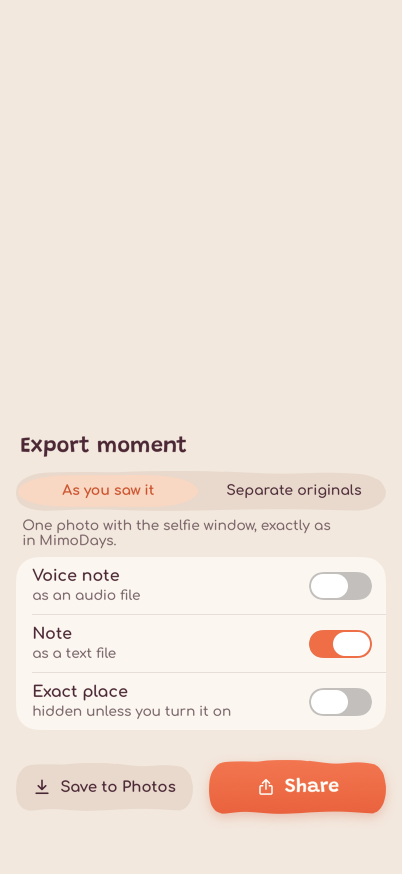 Export moment
As you saw it
Separate originals
One photo with the selfie window, exactly as
in MimoDays.
Voice note
as an audio file
Note
as a text file
Exact place
hidden unless you turn it on
Save to Photos
Share